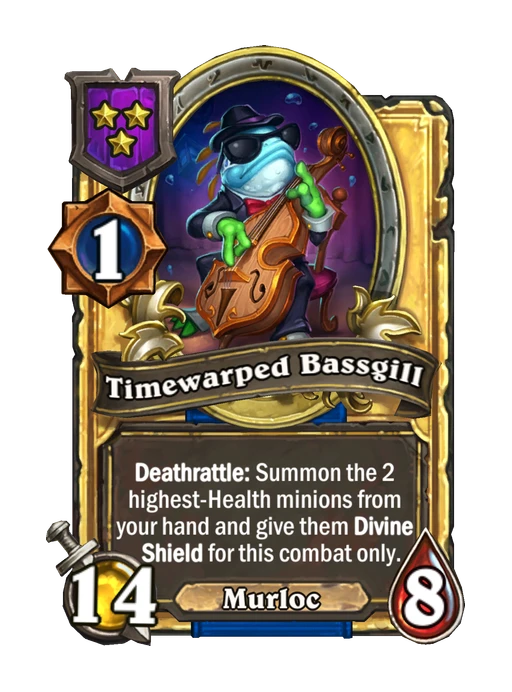 1
Timewarped Bassgill
Deathrattle: Summon the 2
highest-Health minions from
your hand and give them Divine
Shield for this combat only.
14
Murloc
8